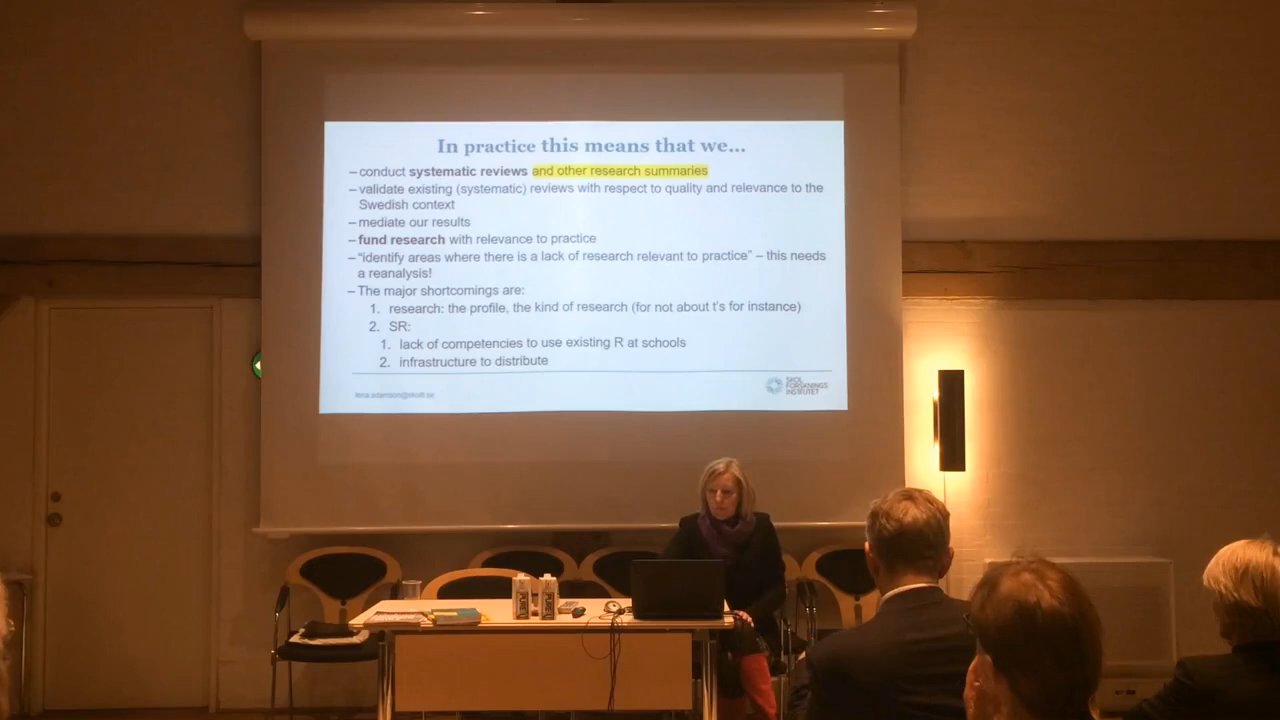 In practice this means that we...
– conduct systematic reviews and other research summaries
– validate existing (systematic) reviews with respect to quality and relevance to the
Swedish context
– mediate our results
– fund research with relevance to practice
– “identify areas where there is a lack of research relevant to practice” – this needs
a reanalysis!
– The major shortcomings are:
1. research: the profile, the kind of research (for not about t's for instance)
2. SR:
1. lack of competencies to use existing R at schools
2. infrastructure to distribute
SKOL
FORSKNINGS
INSTITUTET